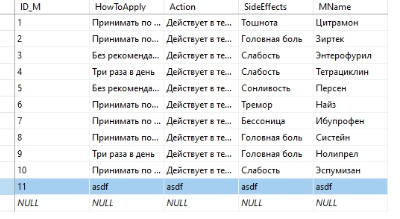 ID_M HowToApply Action SideEffects MName
1 Принимать по ... Действует в те... Тошнота Цитрамон
2 Принимать по ... Действует в те... Головная боль Зиртек
3 Без рекоменда... Действует в те... Слабость Энтерофурил
4 Три раза в день Действует в те... Слабость Тетрациклин
5 Без рекоменда... Действует в те... Сонливость Персен
6 Принимать по... Действует в те... Тремор Найз
7 Принимать по ... Действует в те... Бессоница Ибупрофен
8 Принимать по... Действует в те... Головная боль Систейн
9 Три раза в день Действует в те... Головная боль Нолипрел
10 Принимать по ... Действует в те... Слабость Эспумизан
11 asdf asdf asdf asdf
NULL NULL NULL NULL NULL